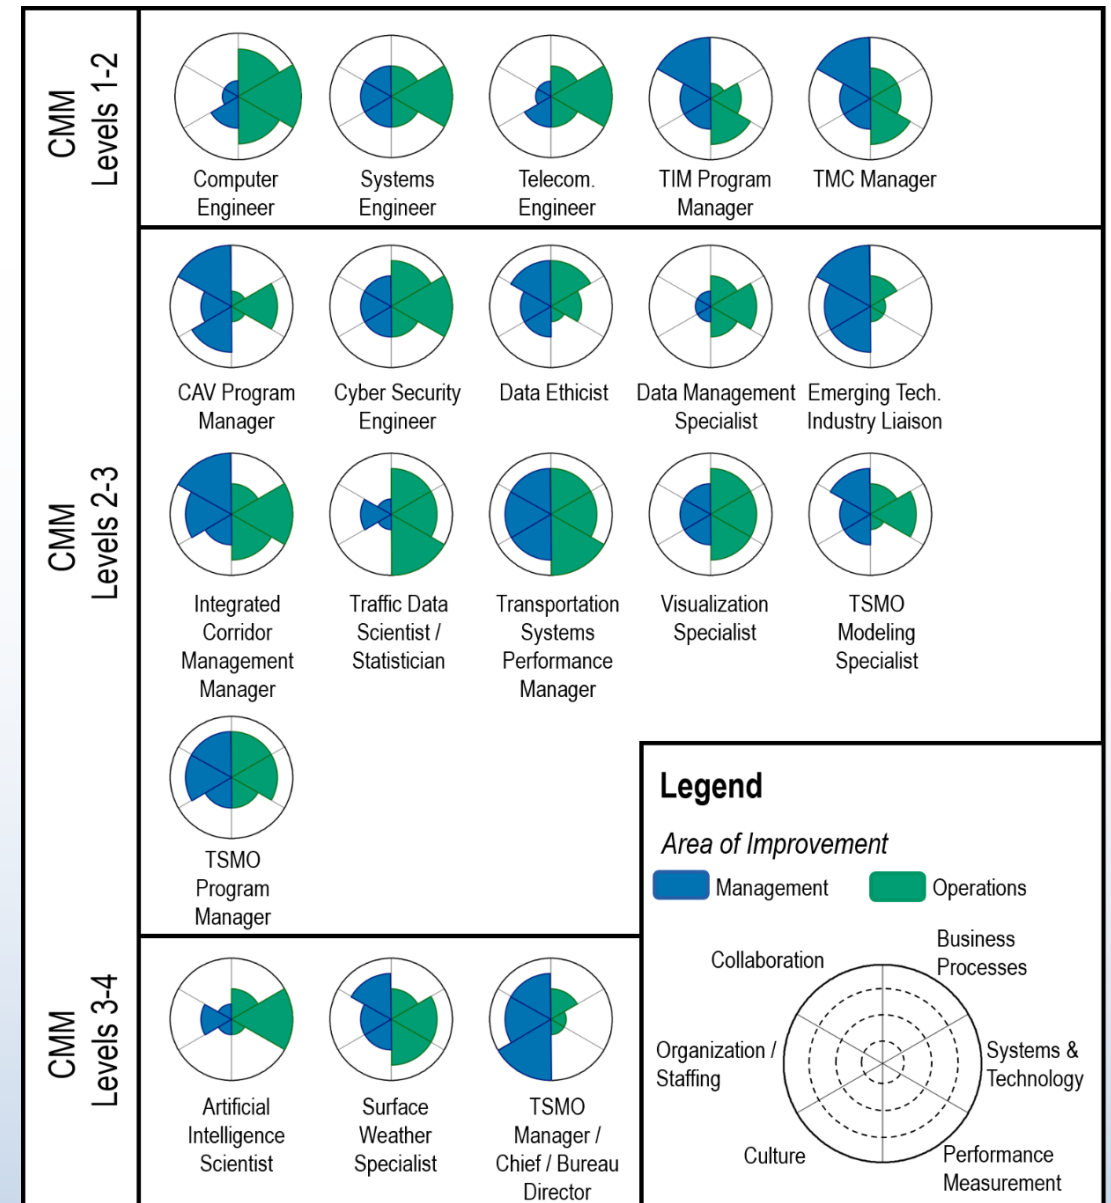 CMM
Levels 1-2
Computer
Engineer
Systems
Engineer
Telecom.
Engineer
TIM Program
Manager
TMC Manager
CMM
Levels 2-3
CAV Program
Manager
Cyber Security
Engineer
Data Ethicist
Data Management
Specialist
Emerging Tech.
Industry Liaison
Integrated
Corridor
Management
Manager
Traffic Data
Scientist /
Statistician
Transportation
Systems
Performance
Manager
Visualization
Specialist
TSMO
Modeling
Specialist
TSMO
Program
Manager
CMM
Levels 3-4
Artificial
Intelligence
Scientist
Surface
Weather
Specialist
TSMO
Manager /
Chief / Bureau
Director
Legend
Area of Improvement
Management
Operations
Collaboration
Business
Processes
Organization /
Staffing
Systems &
Technology
Culture
Performance
Measurement